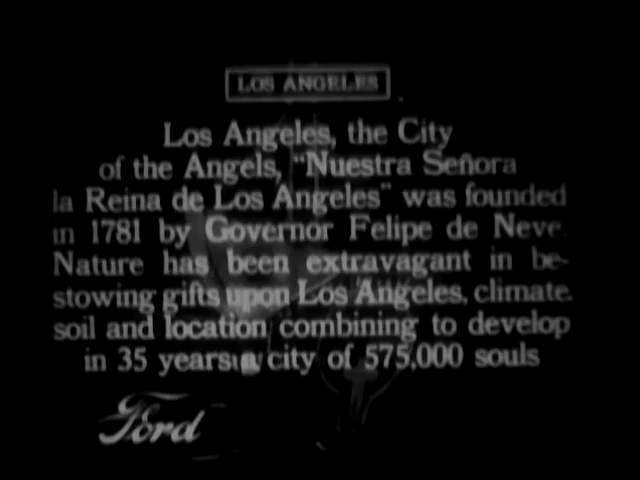 LOS ANGELES
Los Angeles, the City
of the Angels, "Nuestra Señora
la Reina de Los Angeles" was founded
in 1781 by Governor Felipe de Neve.
Nature has been extravagant in be-
stowing gifts upon Los Angeles, climate,
soil and location combining to develop
in 35 years a city of 575,000 souls
Ford